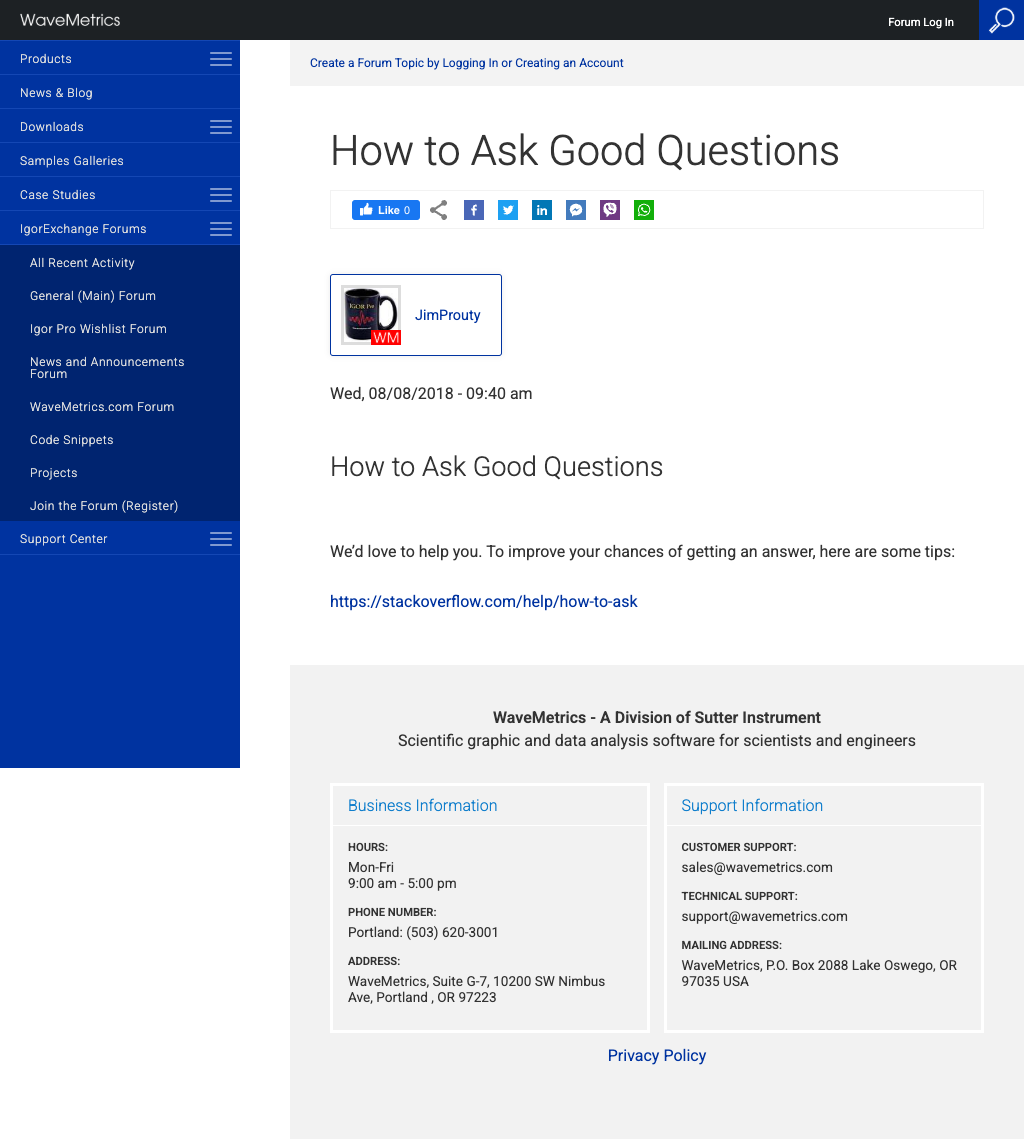 WaveMetrics
Forum Log In
Products
News & Blog
Downloads
Samples Galleries
Case Studies
IgorExchange Forums
All Recent Activity
General (Main) Forum
Igor Pro Wishlist Forum
News and Announcements
Forum
WaveMetrics.com Forum
Code Snippets
Projects
Join the Forum (Register)
Support Center
Create a Forum Topic by Logging In or Creating an Account
How to Ask Good Questions
Like 0
IGOR Pro
WM
JimProuty
Wed, 08/08/2018 - 09:40 am
How to Ask Good Questions
We’d love to help you. To improve your chances of getting an answer, here are some tips:
https://stackoverflow.com/help/how-to-ask
WaveMetrics - A Division of Sutter Instrument
Scientific graphic and data analysis software for scientists and engineers
Business Information
HOURS:
Mon-Fri
9:00 am - 5:00 pm
PHONE NUMBER:
Portland: (503) 620-3001
ADDRESS:
WaveMetrics, Suite G-7, 10200 SW Nimbus
Ave, Portland , OR 97223
Support Information
CUSTOMER SUPPORT:
sales@wavemetrics.com
TECHNICAL SUPPORT:
support@wavemetrics.com
MAILING ADDRESS:
WaveMetrics, P.O. Box 2088 Lake Oswego, OR
97035 USA
Privacy Policy